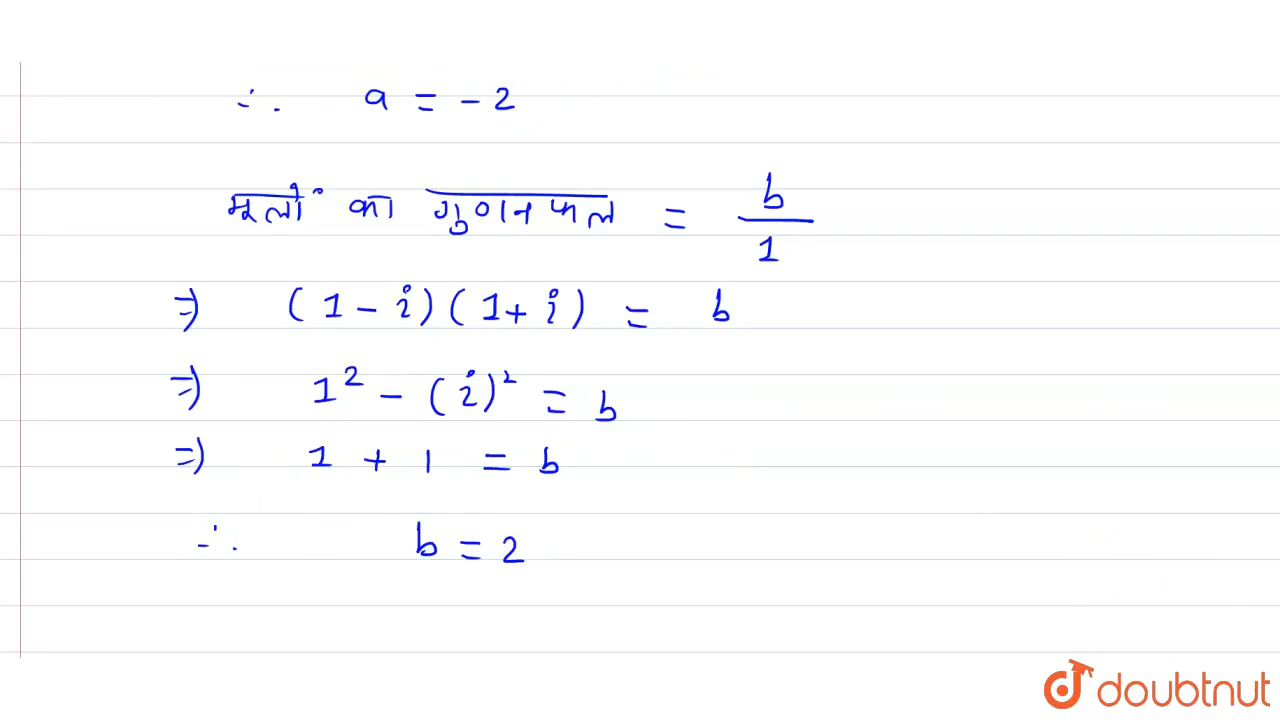 ∴ a = -2
मूलों का गुणनफल = b/1
⇒ (1 - i)(1 + i) = b
⇒ 1² - (i)² = b
⇒ 1 + 1 = b
∴ b = 2
doubtnut